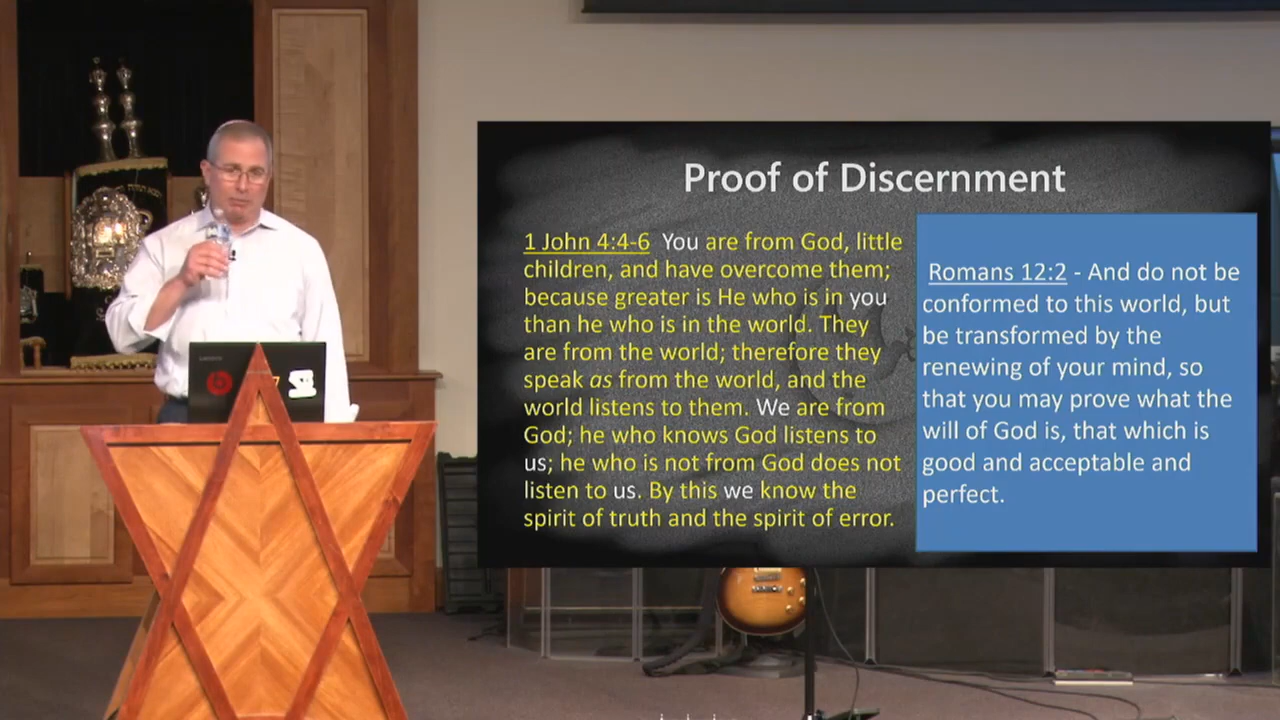 Proof of Discernment
1 John 4:4-6 You are from God, little
children, and have overcome them;
because greater is He who is in you
than he who is in the world. They
are from the world; therefore they
speak as from the world, and the
world listens to them. We are from
God; he who knows God listens to
us; he who is not from God does not
listen to us. By this we know the
spirit of truth and the spirit of error.
Romans 12:2 - And do not be
conformed to this world, but
be transformed by the
renewing of your mind, so
that you may prove what the
will of God is, that which is
good and acceptable and
perfect.